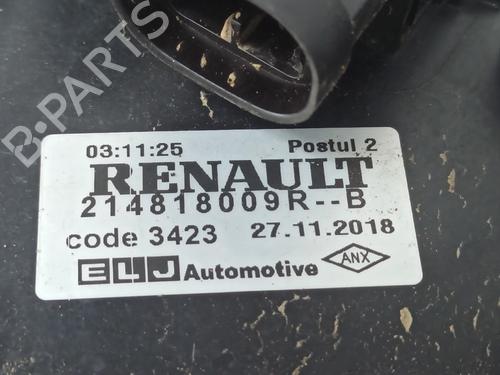 B-PARTS
03:11:25 Postul 2
RENAULT
214818009R--B
code 3423 27.11.2018
ELJ Automotive ANX